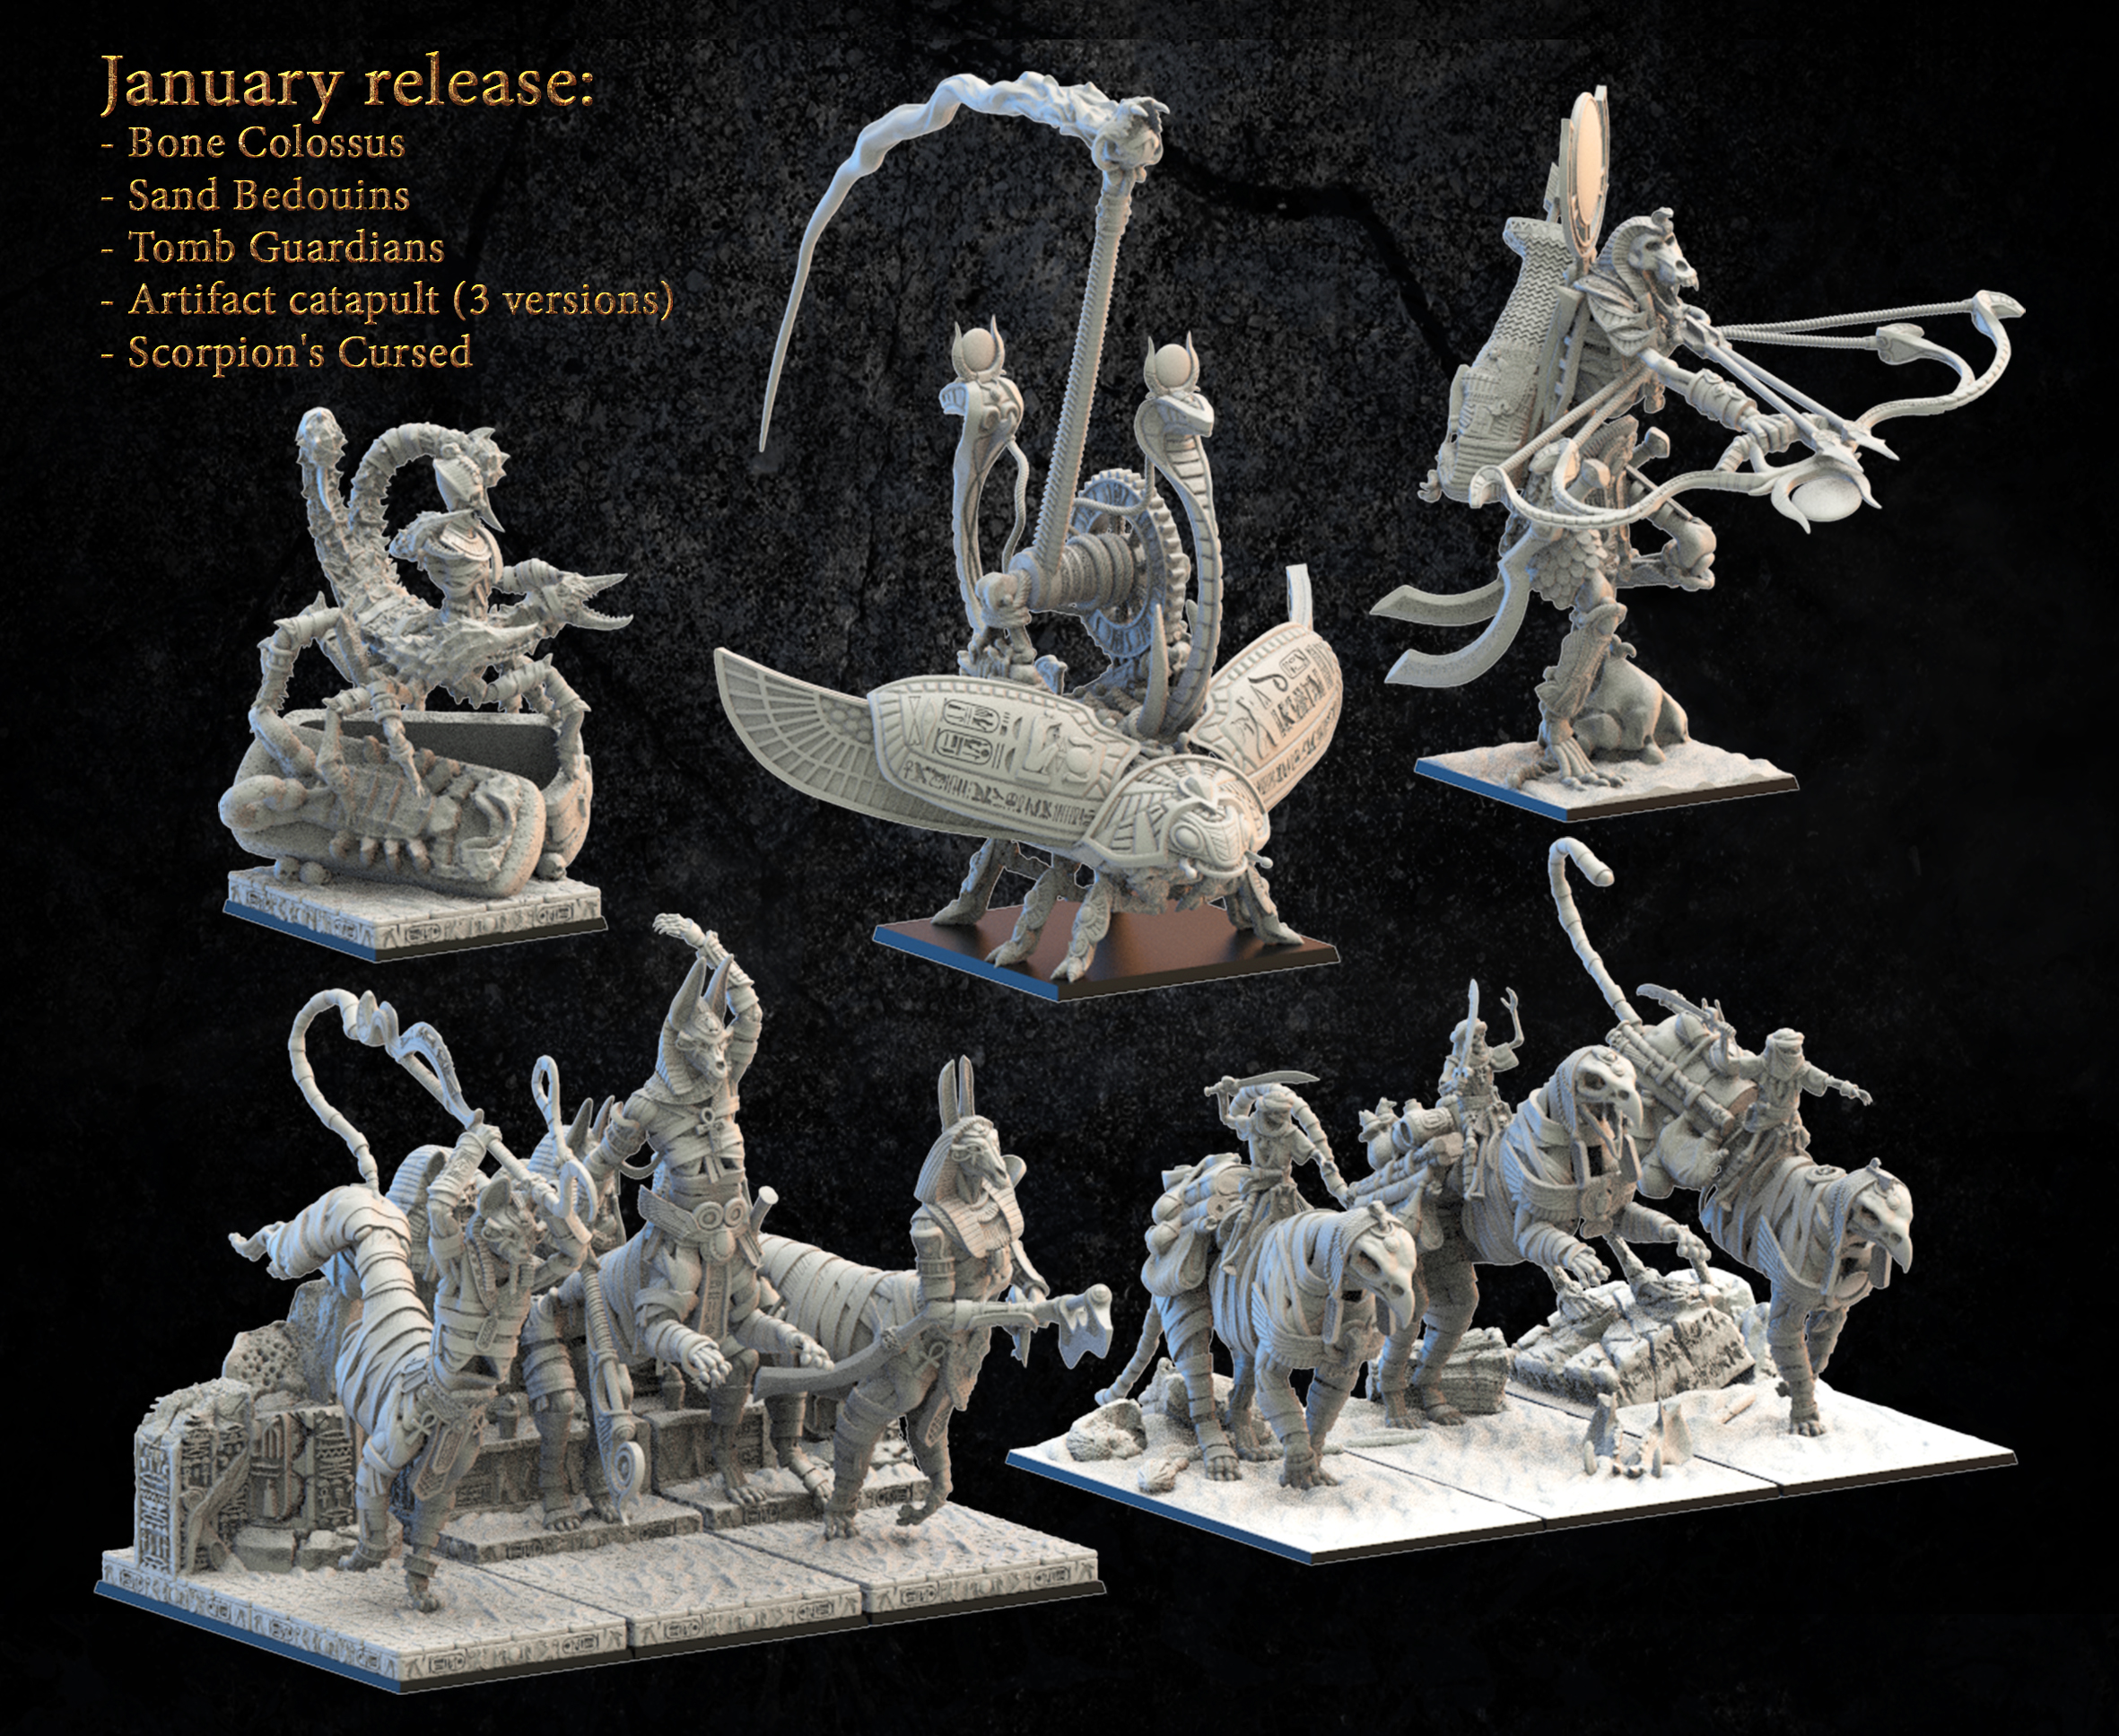 January release:
- Bone Colossus
- Sand Bedouins
- Tomb Guardians
- Artifact catapult (3 versions)
- Scorpion's Cursed